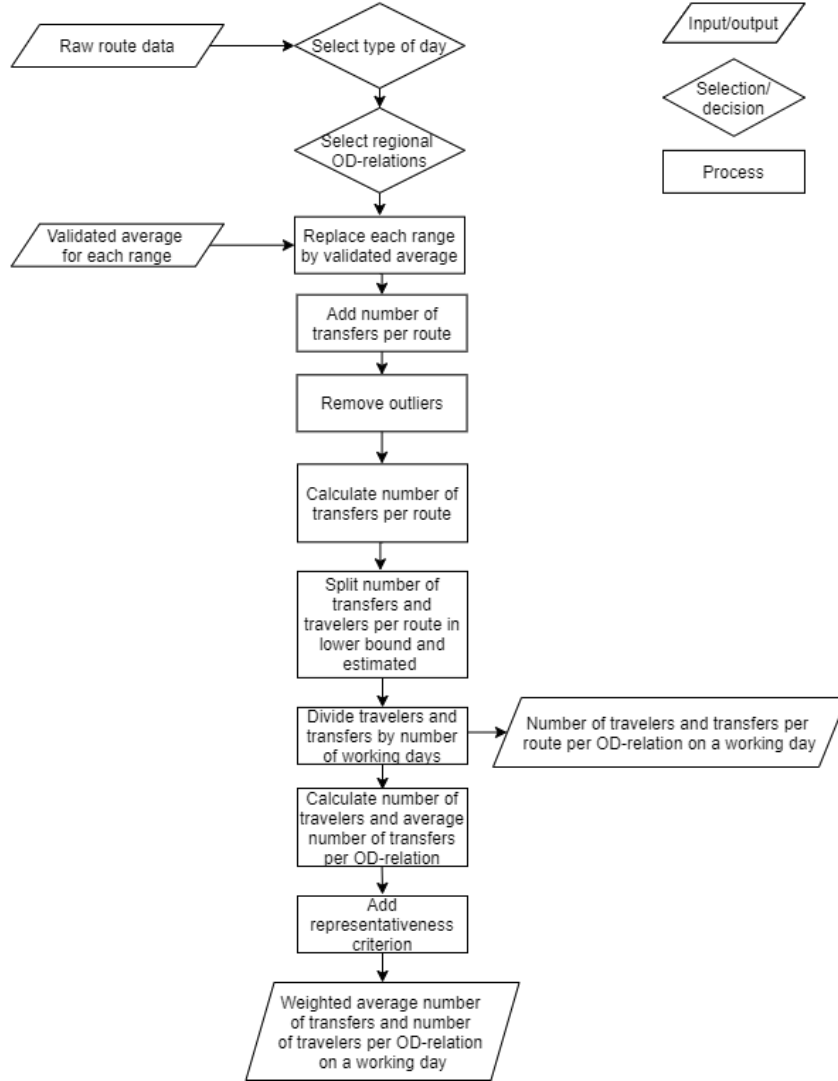 Raw route data
Select type of day
Input/output
Selection/
decision
Process
Select regional
OD-relations
Validated average
for each range
Replace each range
by validated average
Add number of
transfers per route
Remove outliers
Calculate number of
transfers per route
Split number of
transfers and
travelers per route in
lower bound and
estimated
Divide travelers and
transfers by number
of working days
Number of travelers and transfers per
route per OD-relation on a working day
Calculate number of
travelers and average
number of transfers
per OD-relation
Add
representativeness
criterion
Weighted average number
of transfers and number
of travelers per OD-relation
on a working day